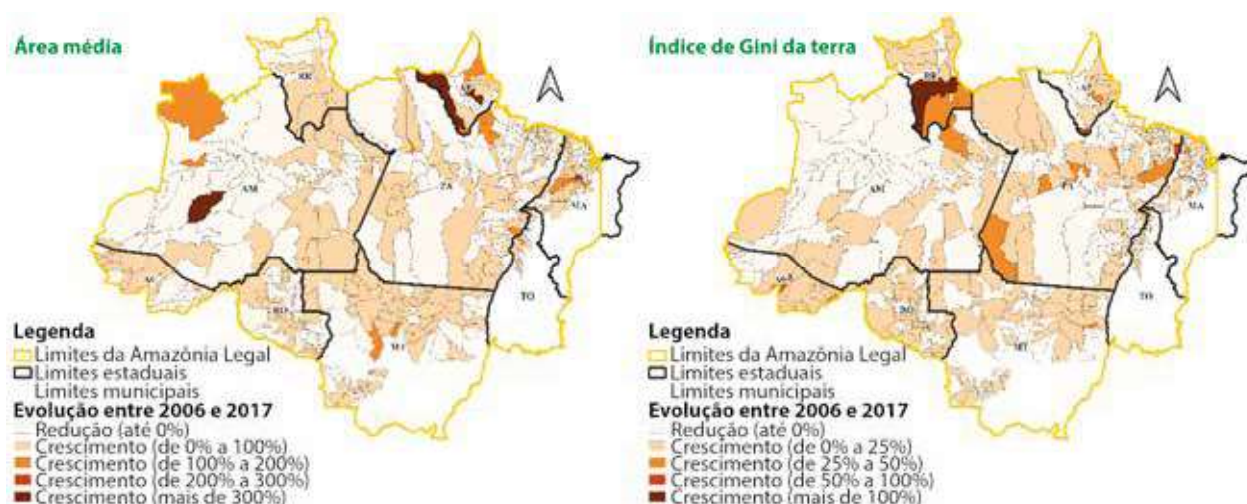 Área média
RR
AM
PA
MA
TO
RO
MT
Legenda
Limites da Amazônia Legal
Limites estaduais
Limites municipais
Evolução entre 2006 e 2017
Redução (até 0%)
Crescimento (de 0% a 100%)
Crescimento (de 100% a 200%)
Crescimento (de 200% a 300%)
Crescimento (mais de 300%)
Índice de Gini da terra
RR
AP
AM
PA
MA
TO
RO
MT
Legenda
Limites da Amazônia Legal
Limites estaduais
Limites municipais
Evolução entre 2006 e 2017
Redução (até 0%)
Crescimento (de 0% a 25%)
Crescimento (de 25% a 50%)
Crescimento (de 50% a 100%)
Crescimento (mais de 100%)